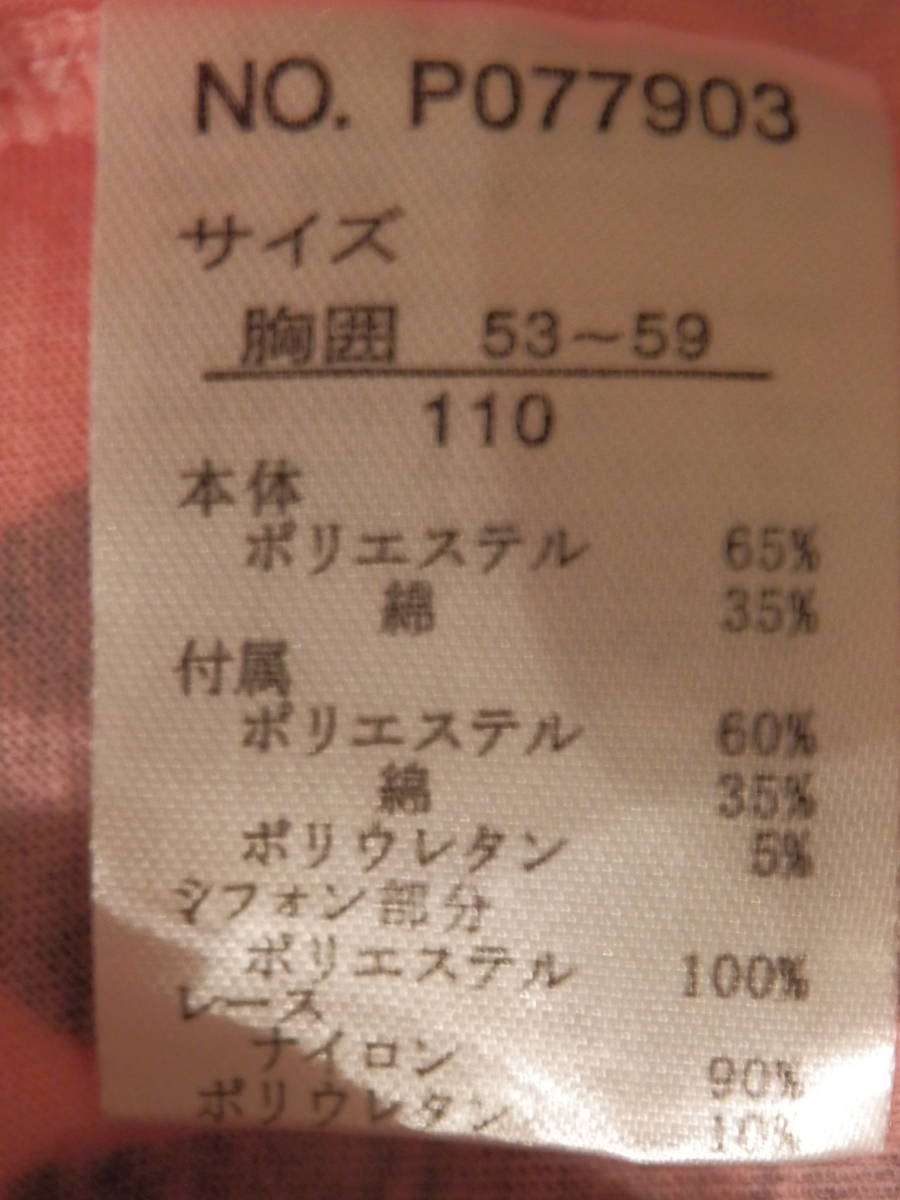 NO. P077903
サイズ
胸囲 53〜59
110
本体
ポリエステル 65%
綿 35%
付属
ポリエステル 60%
綿 35%
ポリウレタン 5%
シフォン部分
ポリエステル 100%
レース
ナイロン 90%
ポリウレタン 10%